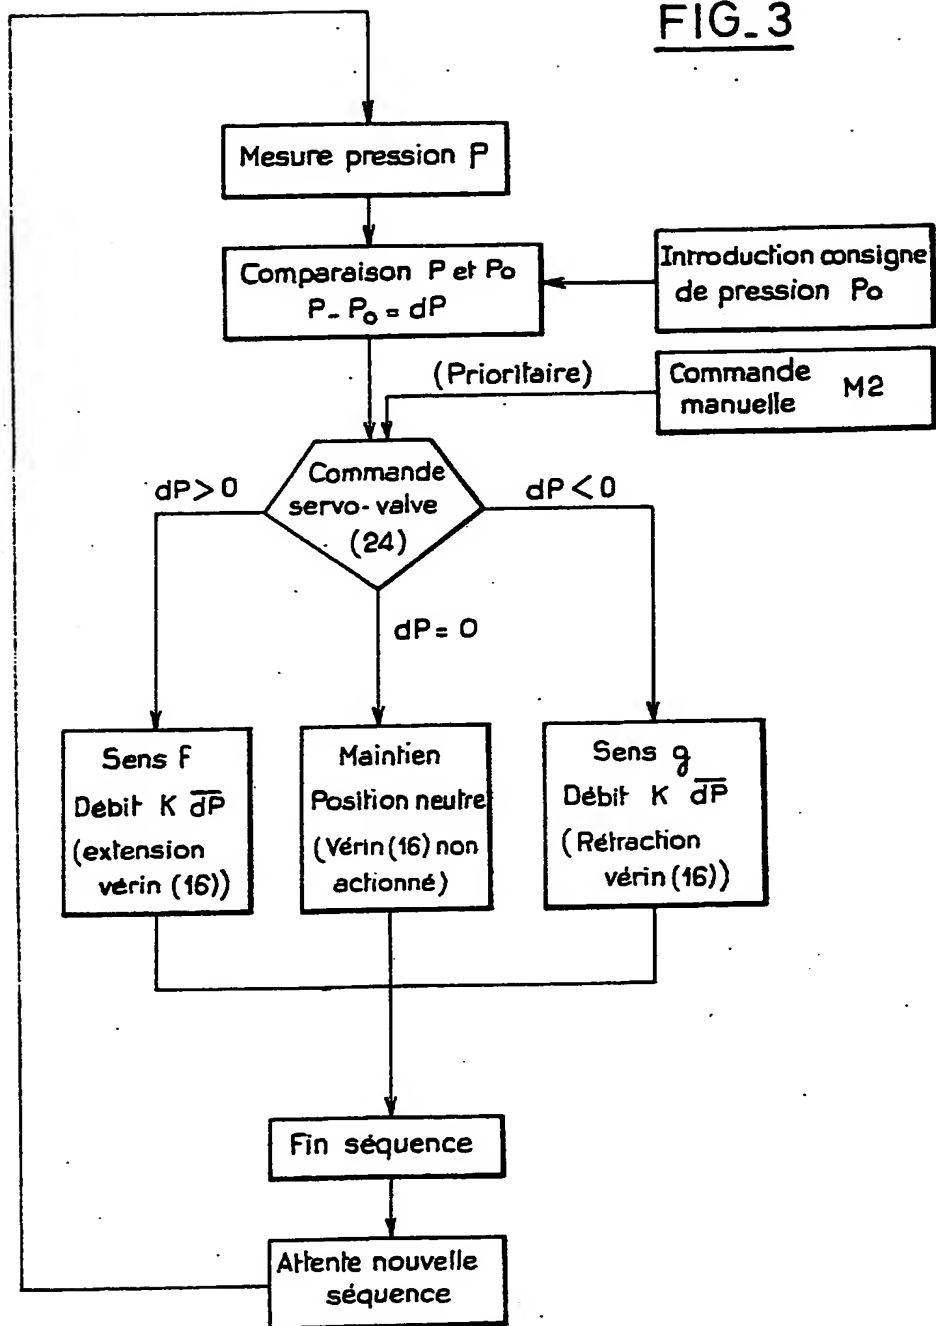 FIG_3
Mesure pression P
Comparaison P et Po
P_ Po = dP
Introduction consigne
de pression Po
(Prioritaire)
Commande
manuelle M2
Commande
servo-valve
(24)
dP > 0
dP < 0
dP = 0
Sens f
Débit K dP
(extension
vérin (16))
Maintien
Position neutre
(Vérin (16) non
actionné)
Sens g
Débit K dP
(Rétraction
vérin (16))
Fin séquence
Attente nouvelle
séquence